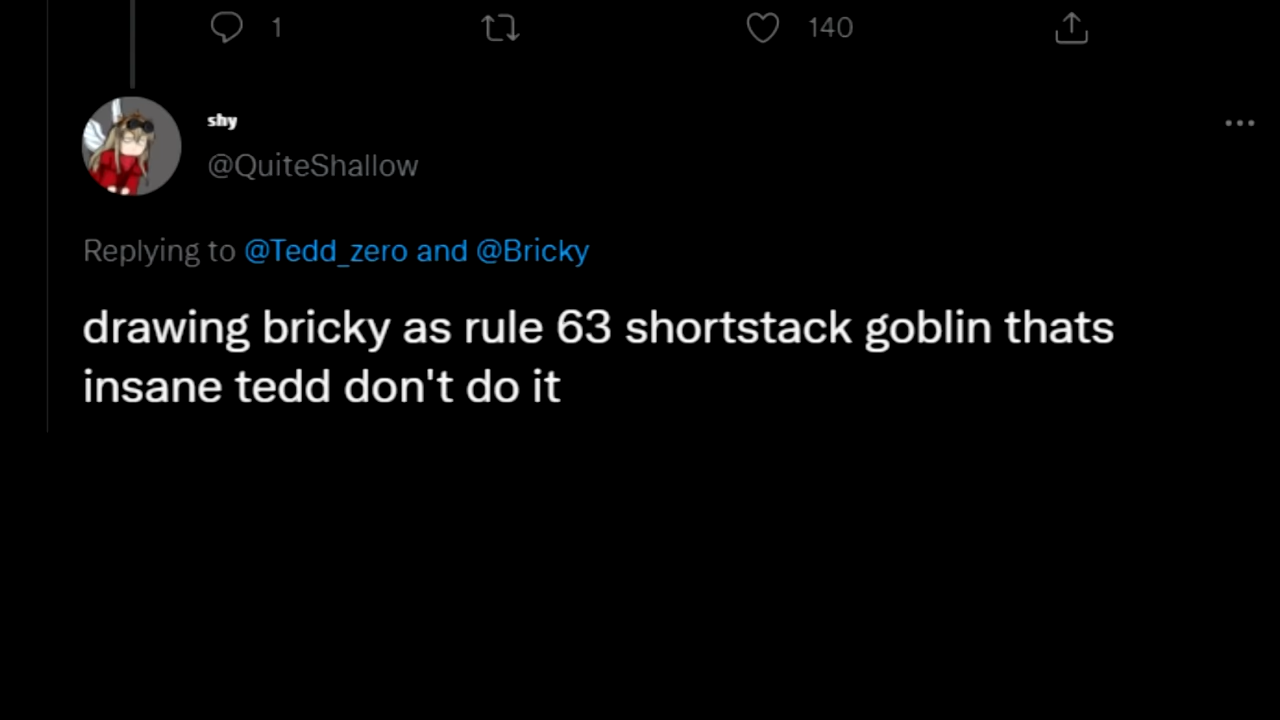 1 140
shy
@QuiteShallow
Replying to @Tedd_zero and @Bricky
drawing bricky as rule 63 shortstack goblin thats
insane tedd don't do it